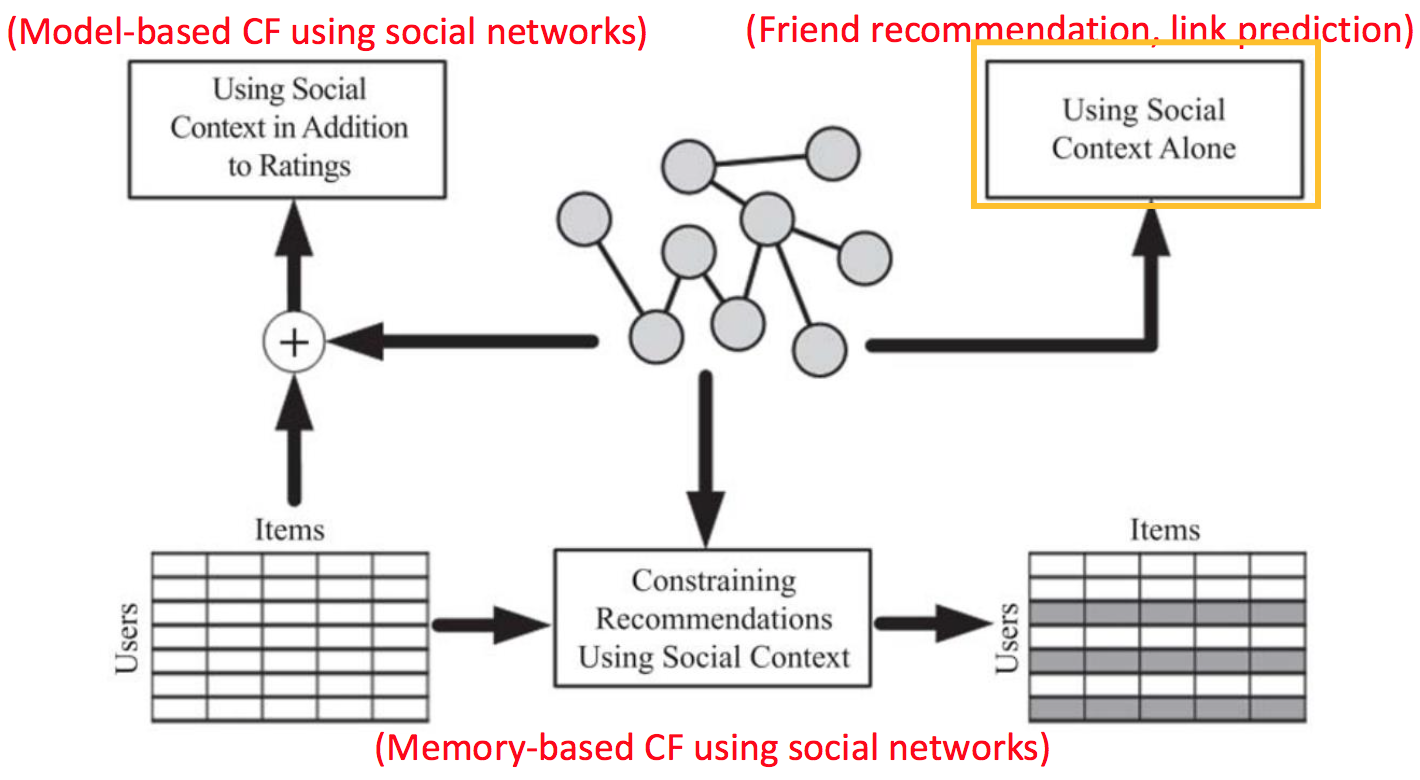 (Model-based CF using social networks)
(Friend recommendation, link prediction)
Using Social
Context in Addition
to Ratings
Using Social
Context Alone
+
Items
Users
Constraining
Recommendations
Using Social Context
Items
Users
(Memory-based CF using social networks)